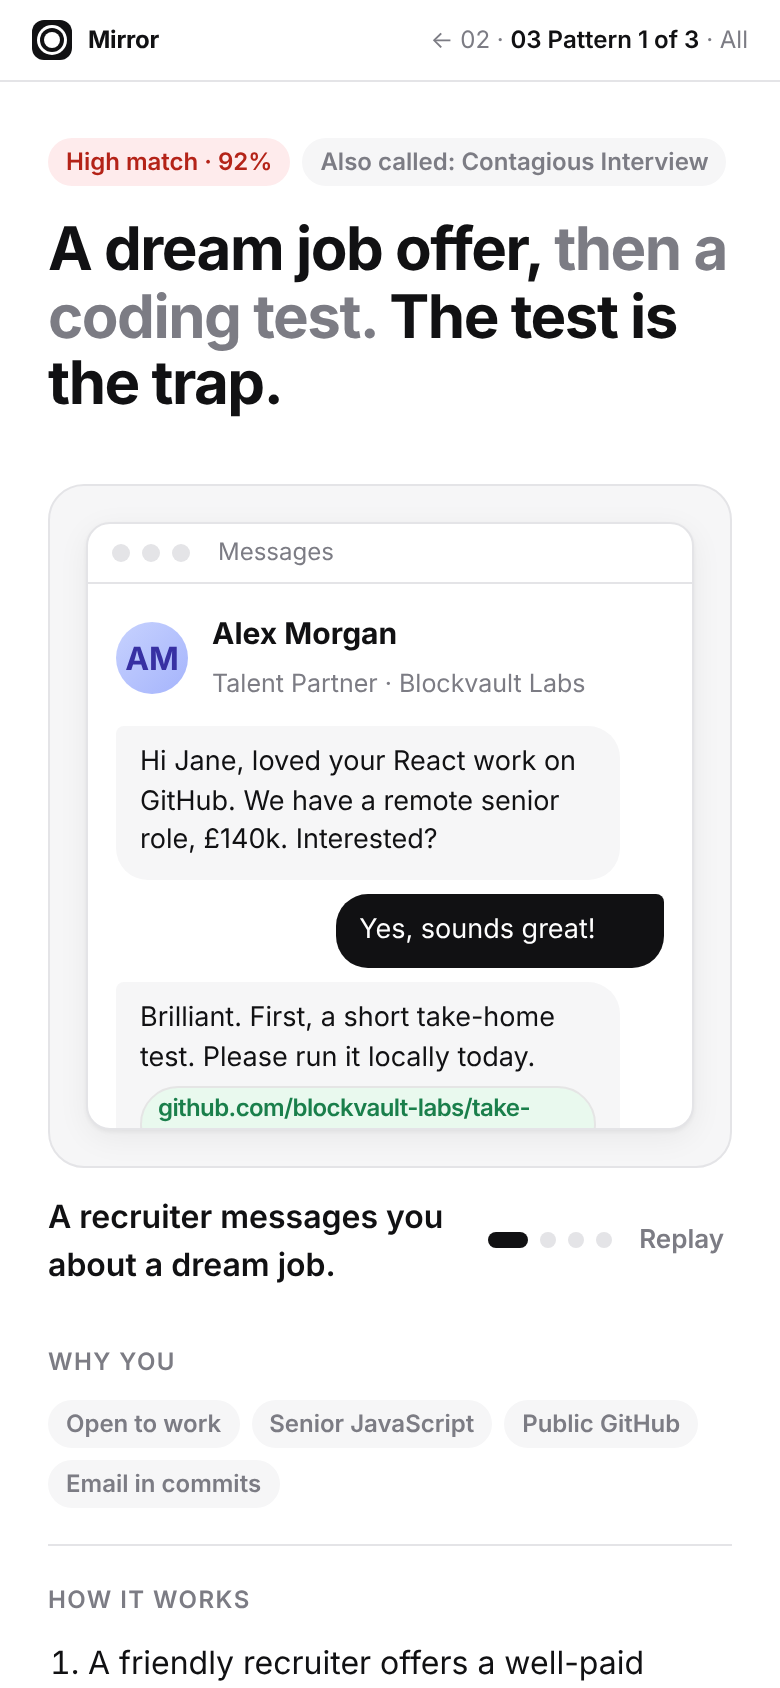 Mirror
← 02 · 03 Pattern 1 of 3 · All
High match · 92%
Also called: Contagious Interview
A dream job offer, then a
coding test. The test is
the trap.
Messages
AM
Alex Morgan
Talent Partner · Blockvault Labs
Hi Jane, loved your React work on
GitHub. We have a remote senior
role, £140k. Interested?
Yes, sounds great!
Brilliant. First, a short take-home
test. Please run it locally today.
github.com/blockvault-labs/take-
A recruiter messages you
about a dream job.
Replay
WHY YOU
Open to work
Senior JavaScript
Public GitHub
Email in commits
HOW IT WORKS
1. A friendly recruiter offers a well-paid